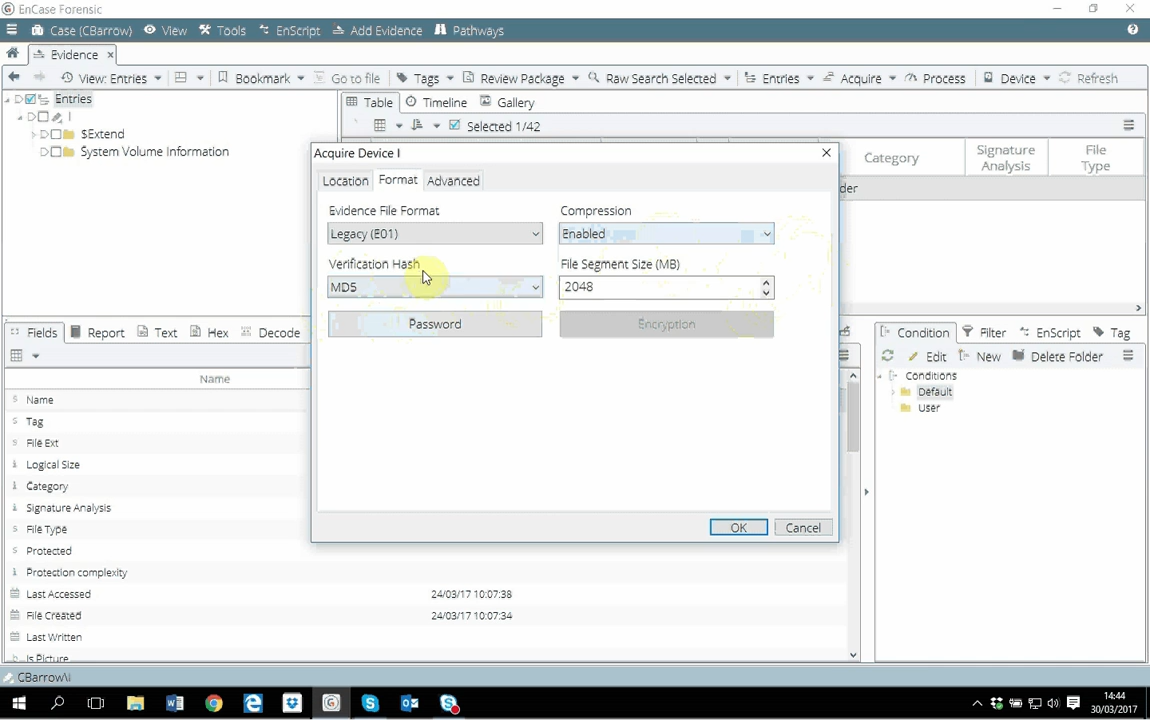 EnCase Forensic
Case (CBarrow) View Tools EnScript Add Evidence Pathways
Evidence
View: Entries Bookmark Go to file Tags Review Package Raw Search Selected Entries Acquire Process Device Refresh
Entries
I
$Extend
System Volume Information
Table Timeline Gallery
Selected 1/42
Category Signature Analysis File Type
der
Acquire Device I
Location Format Advanced
Evidence File Format Compression
Legacy (E01) Enabled
Verification Hash File Segment Size (MB)
MD5 2048
Password Encryption
OK Cancel
Fields Report Text Hex Decode
Name
Name
Tag
File Ext
Logical Size
Category
Signature Analysis
File Type
Protected
Protection complexity
Last Accessed 24/03/17 10:07:38
File Created 24/03/17 10:07:34
Last Written
Is Picture
Condition Filter EnScript Tag
Edit New Delete Folder
Conditions
Default
User
CBarrow\I
14:44
30/03/2017